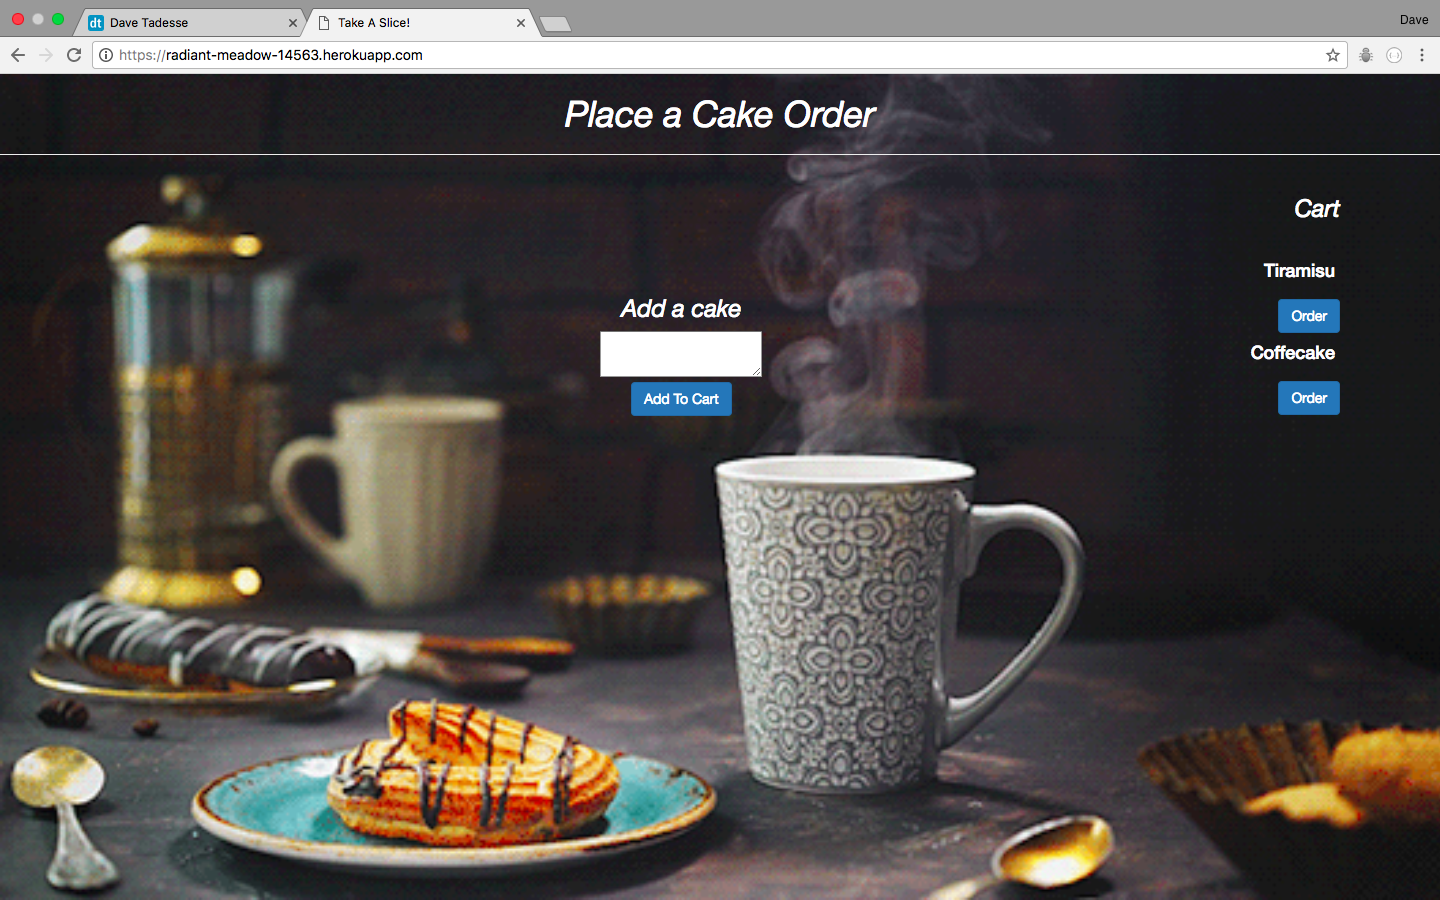 dt Dave Tadesse
Take A Slice!
Dave
https://radiant-meadow-14563.herokuapp.com
Place a Cake Order
Cart
Tiramisu
Order
Coffecake
Order
Add a cake
Add To Cart